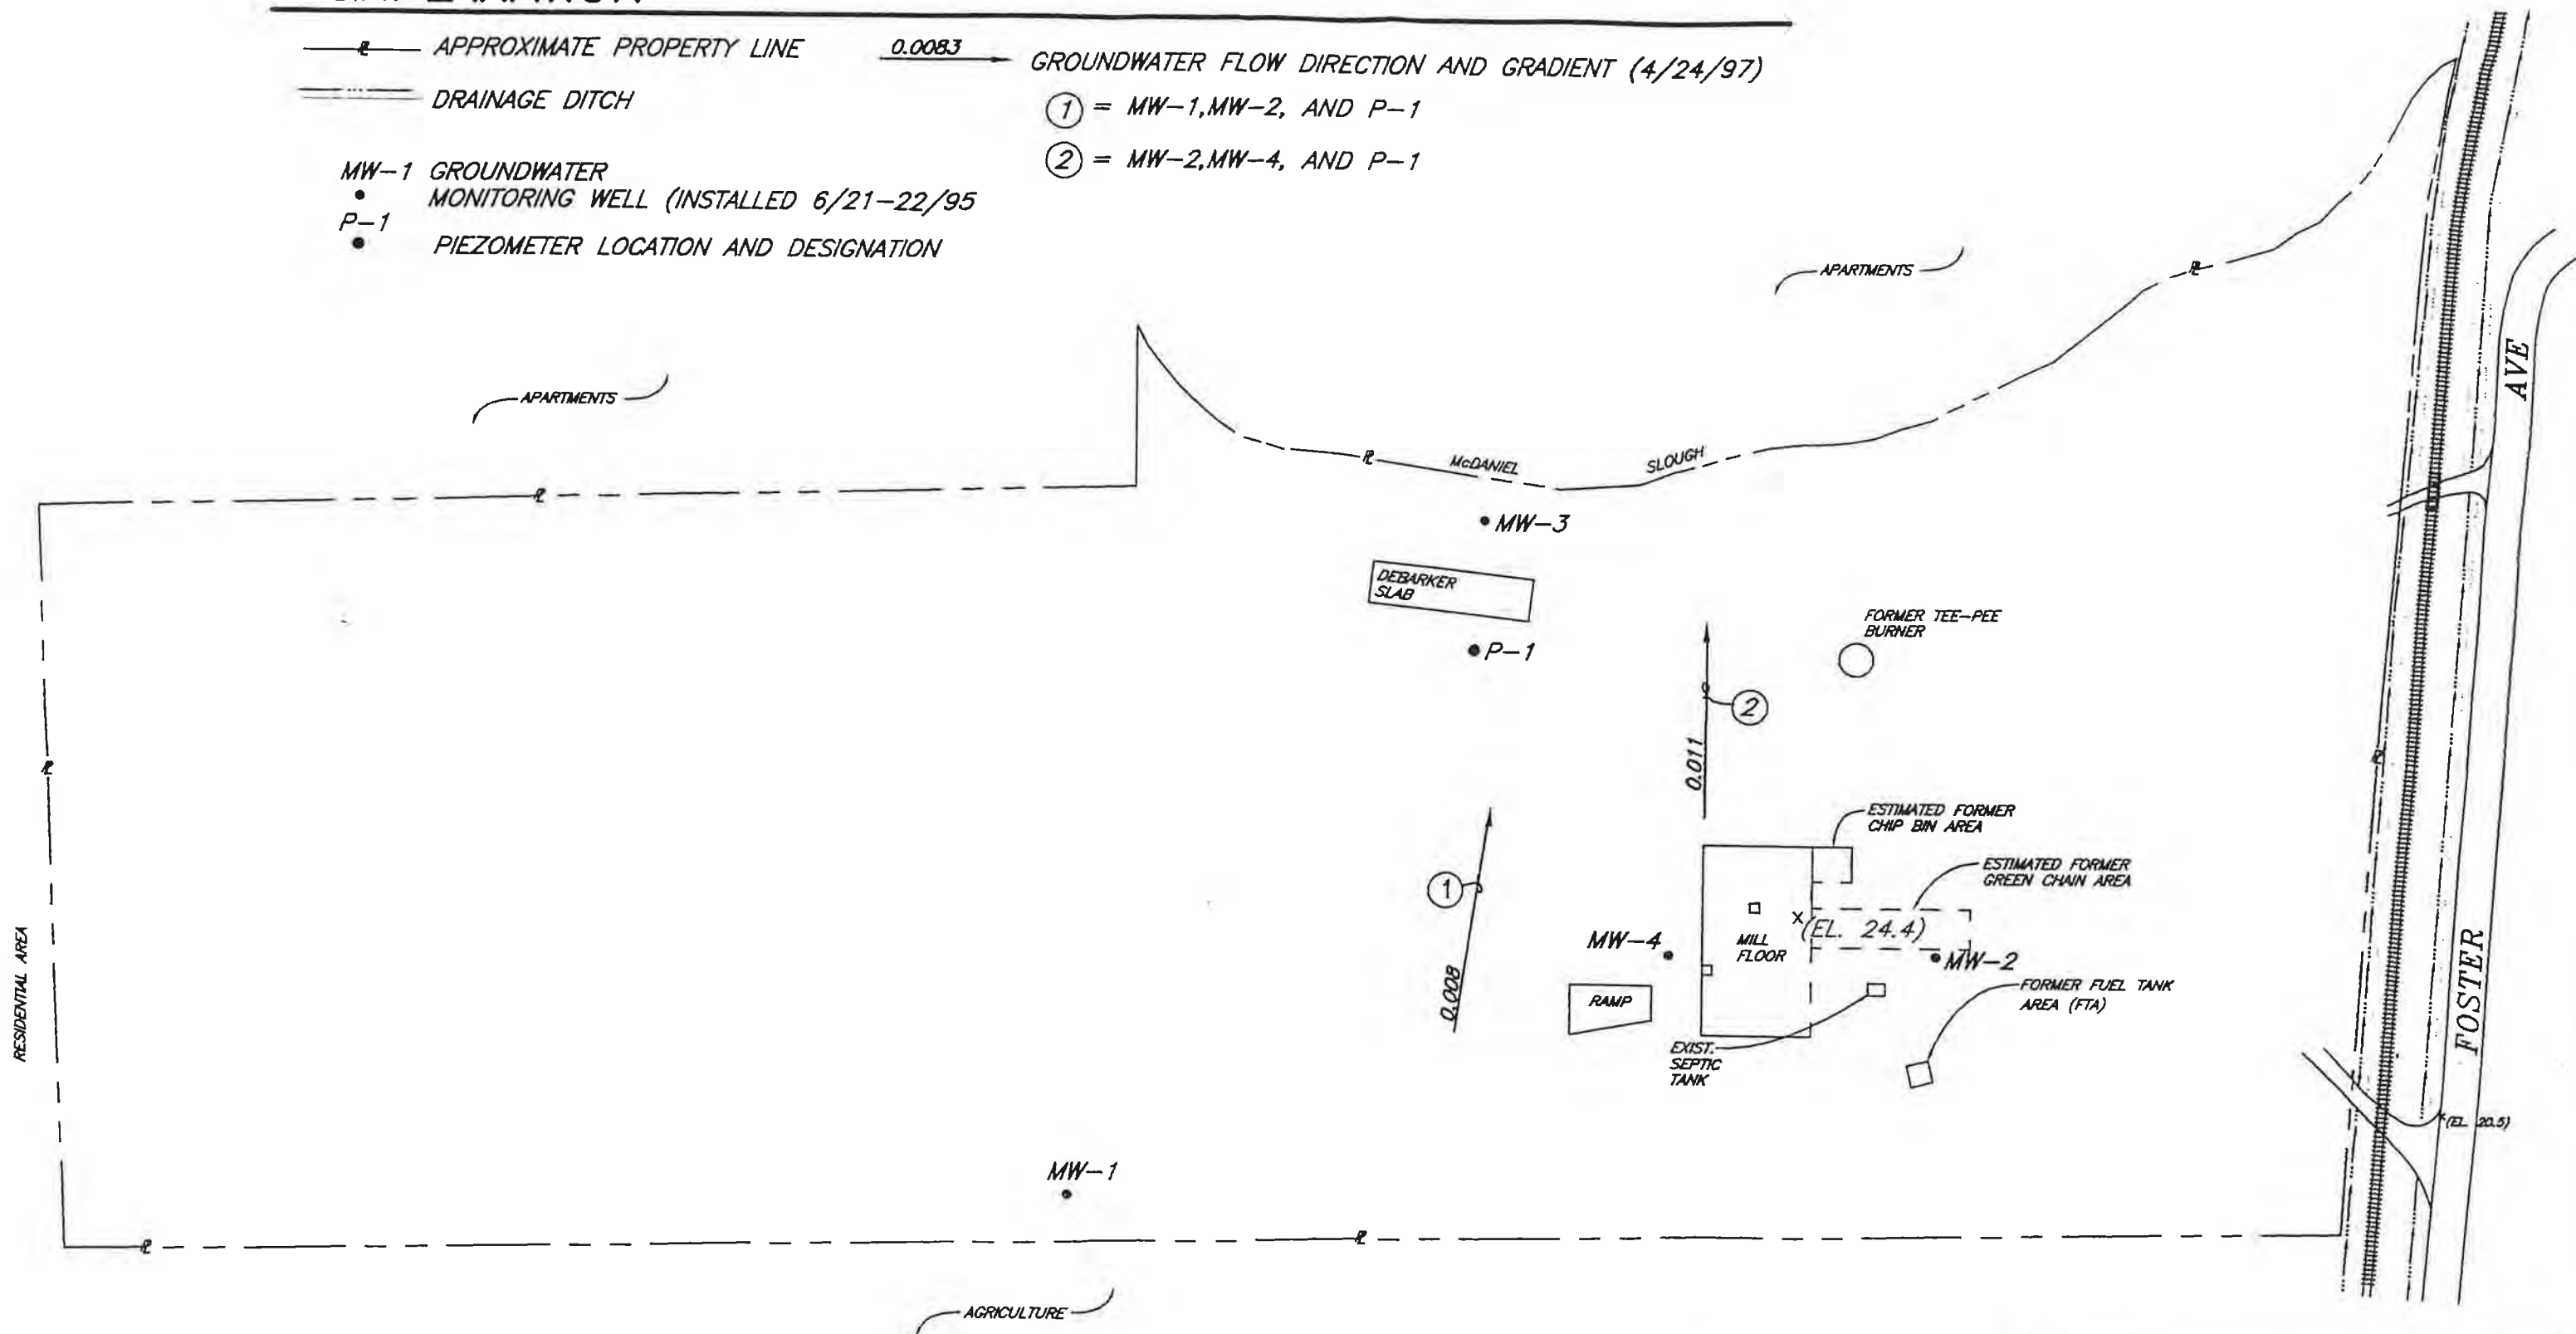 APPROXIMATE PROPERTY LINE
DRAINAGE DITCH
MW-1 GROUNDWATER
MONITORING WELL (INSTALLED 6/21-22/95
P-1
PIEZOMETER LOCATION AND DESIGNATION
0.0083
GROUNDWATER FLOW DIRECTION AND GRADIENT (4/24/97)
1 = MW-1,MW-2, AND P-1
2 = MW-2,MW-4, AND P-1
APARTMENTS
APARTMENTS
McDANIEL
SLOUGH
AVE
MW-3
DEBARKER
SLAB
P-1
FORMER TEE-PEE
BURNER
2
0.011
ESTIMATED FORMER
CHIP BIN AREA
ESTIMATED FORMER
GREEN CHAIN AREA
1
0.008
MW-4
MILL
FLOOR
X
(EL. 24.4)
MW-2
RAMP
FORMER FUEL TANK
AREA (FTA)
EXIST.
SEPTIC
TANK
FOSTER
RESIDENTIAL AREA
x
(EL. 20.5)
MW-1
AGRICULTURE